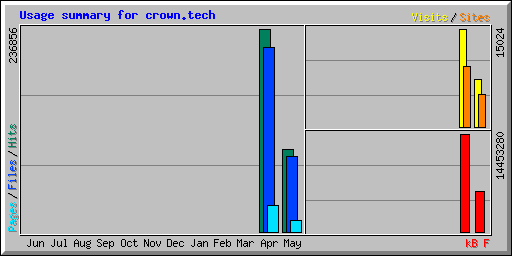 Usage summary for crown.tech
Visits / Sites
236856
15024
Pages / Files / Hits
14453280
Jun Jul Aug Sep Oct Nov Dec Jan Feb Mar Apr May
kB F